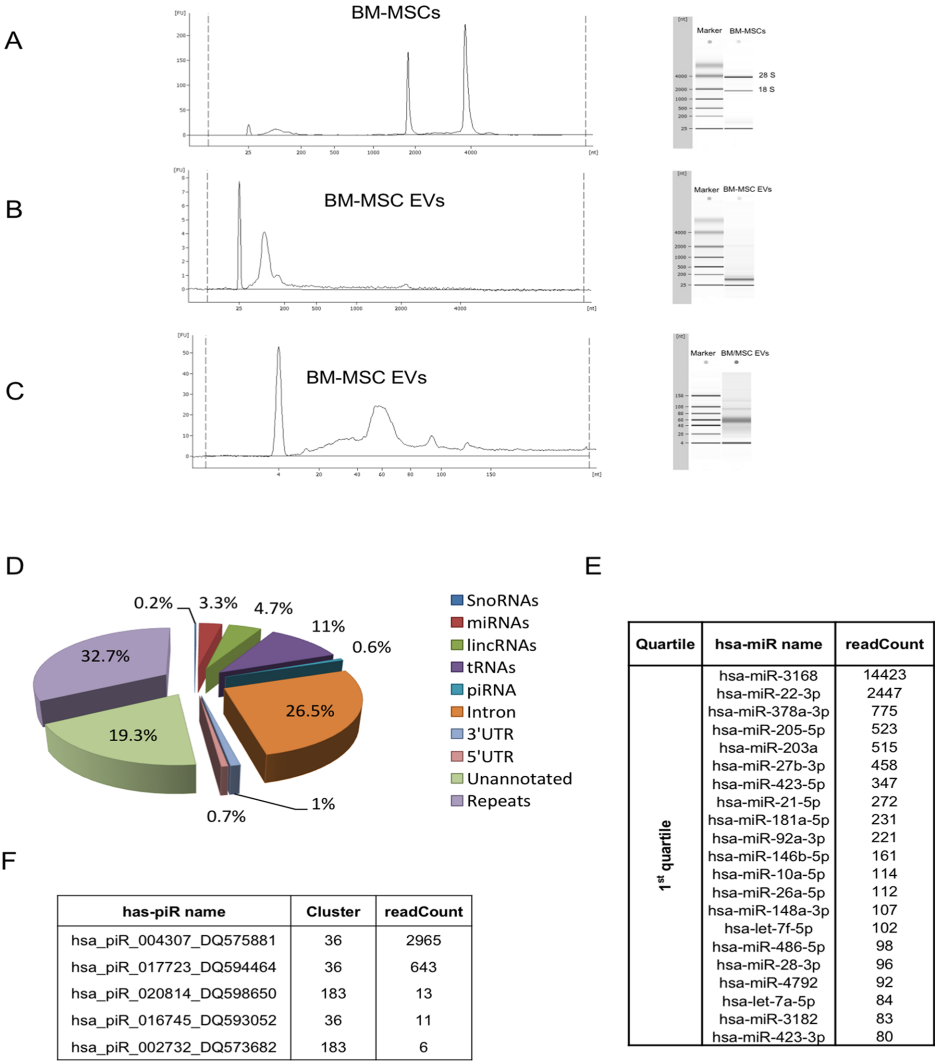 A
BM-MSCs
[FU]
200
150
100
50
0
25 200 500 1000 2000 4000 [nt]
[nt]
Marker BM-MSCs
4000
2000
1000
500
200
25
28 S
18 S
B
BM-MSC EVs
[FU]
8
7
6
5
4
3
2
1
0
25 200 500 1000 2000 4000 [nt]
[nt]
Marker BM-MSC EVs
4000
2000
1000
500
200
25
C
BM-MSC EVs
[FU]
50
40
30
20
10
0
4 20 40 60 80 100 150 [nt]
[nt]
Marker BM/MSC EVs
150
100
80
60
40
20
4
D
0.2%
3.3%
4.7%
11%
0.6%
26.5%
1%
0.7%
19.3%
32.7%
SnoRNAs
miRNAs
lincRNAs
tRNAs
piRNA
Intron
3'UTR
5'UTR
Unannotated
Repeats
E
Quartile hsa-miR name readCount
1st quartile
hsa-miR-3168 14423
hsa-miR-22-3p 2447
hsa-miR-378a-3p 775
hsa-miR-205-5p 523
hsa-miR-203a 515
hsa-miR-27b-3p 458
hsa-miR-423-5p 347
hsa-miR-21-5p 272
hsa-miR-181a-5p 231
hsa-miR-92a-3p 221
hsa-miR-146b-5p 161
hsa-miR-10a-5p 114
hsa-miR-26a-5p 112
hsa-miR-148a-3p 107
hsa-let-7f-5p 102
hsa-miR-486-5p 98
hsa-miR-28-3p 96
hsa-miR-4792 92
hsa-let-7a-5p 84
hsa-miR-3182 83
hsa-miR-423-3p 80
F
has-piR name Cluster readCount
hsa_piR_004307_DQ575881 36 2965
hsa_piR_017723_DQ594464 36 643
hsa_piR_020814_DQ598650 183 13
hsa_piR_016745_DQ593052 36 11
hsa_piR_002732_DQ573682 183 6